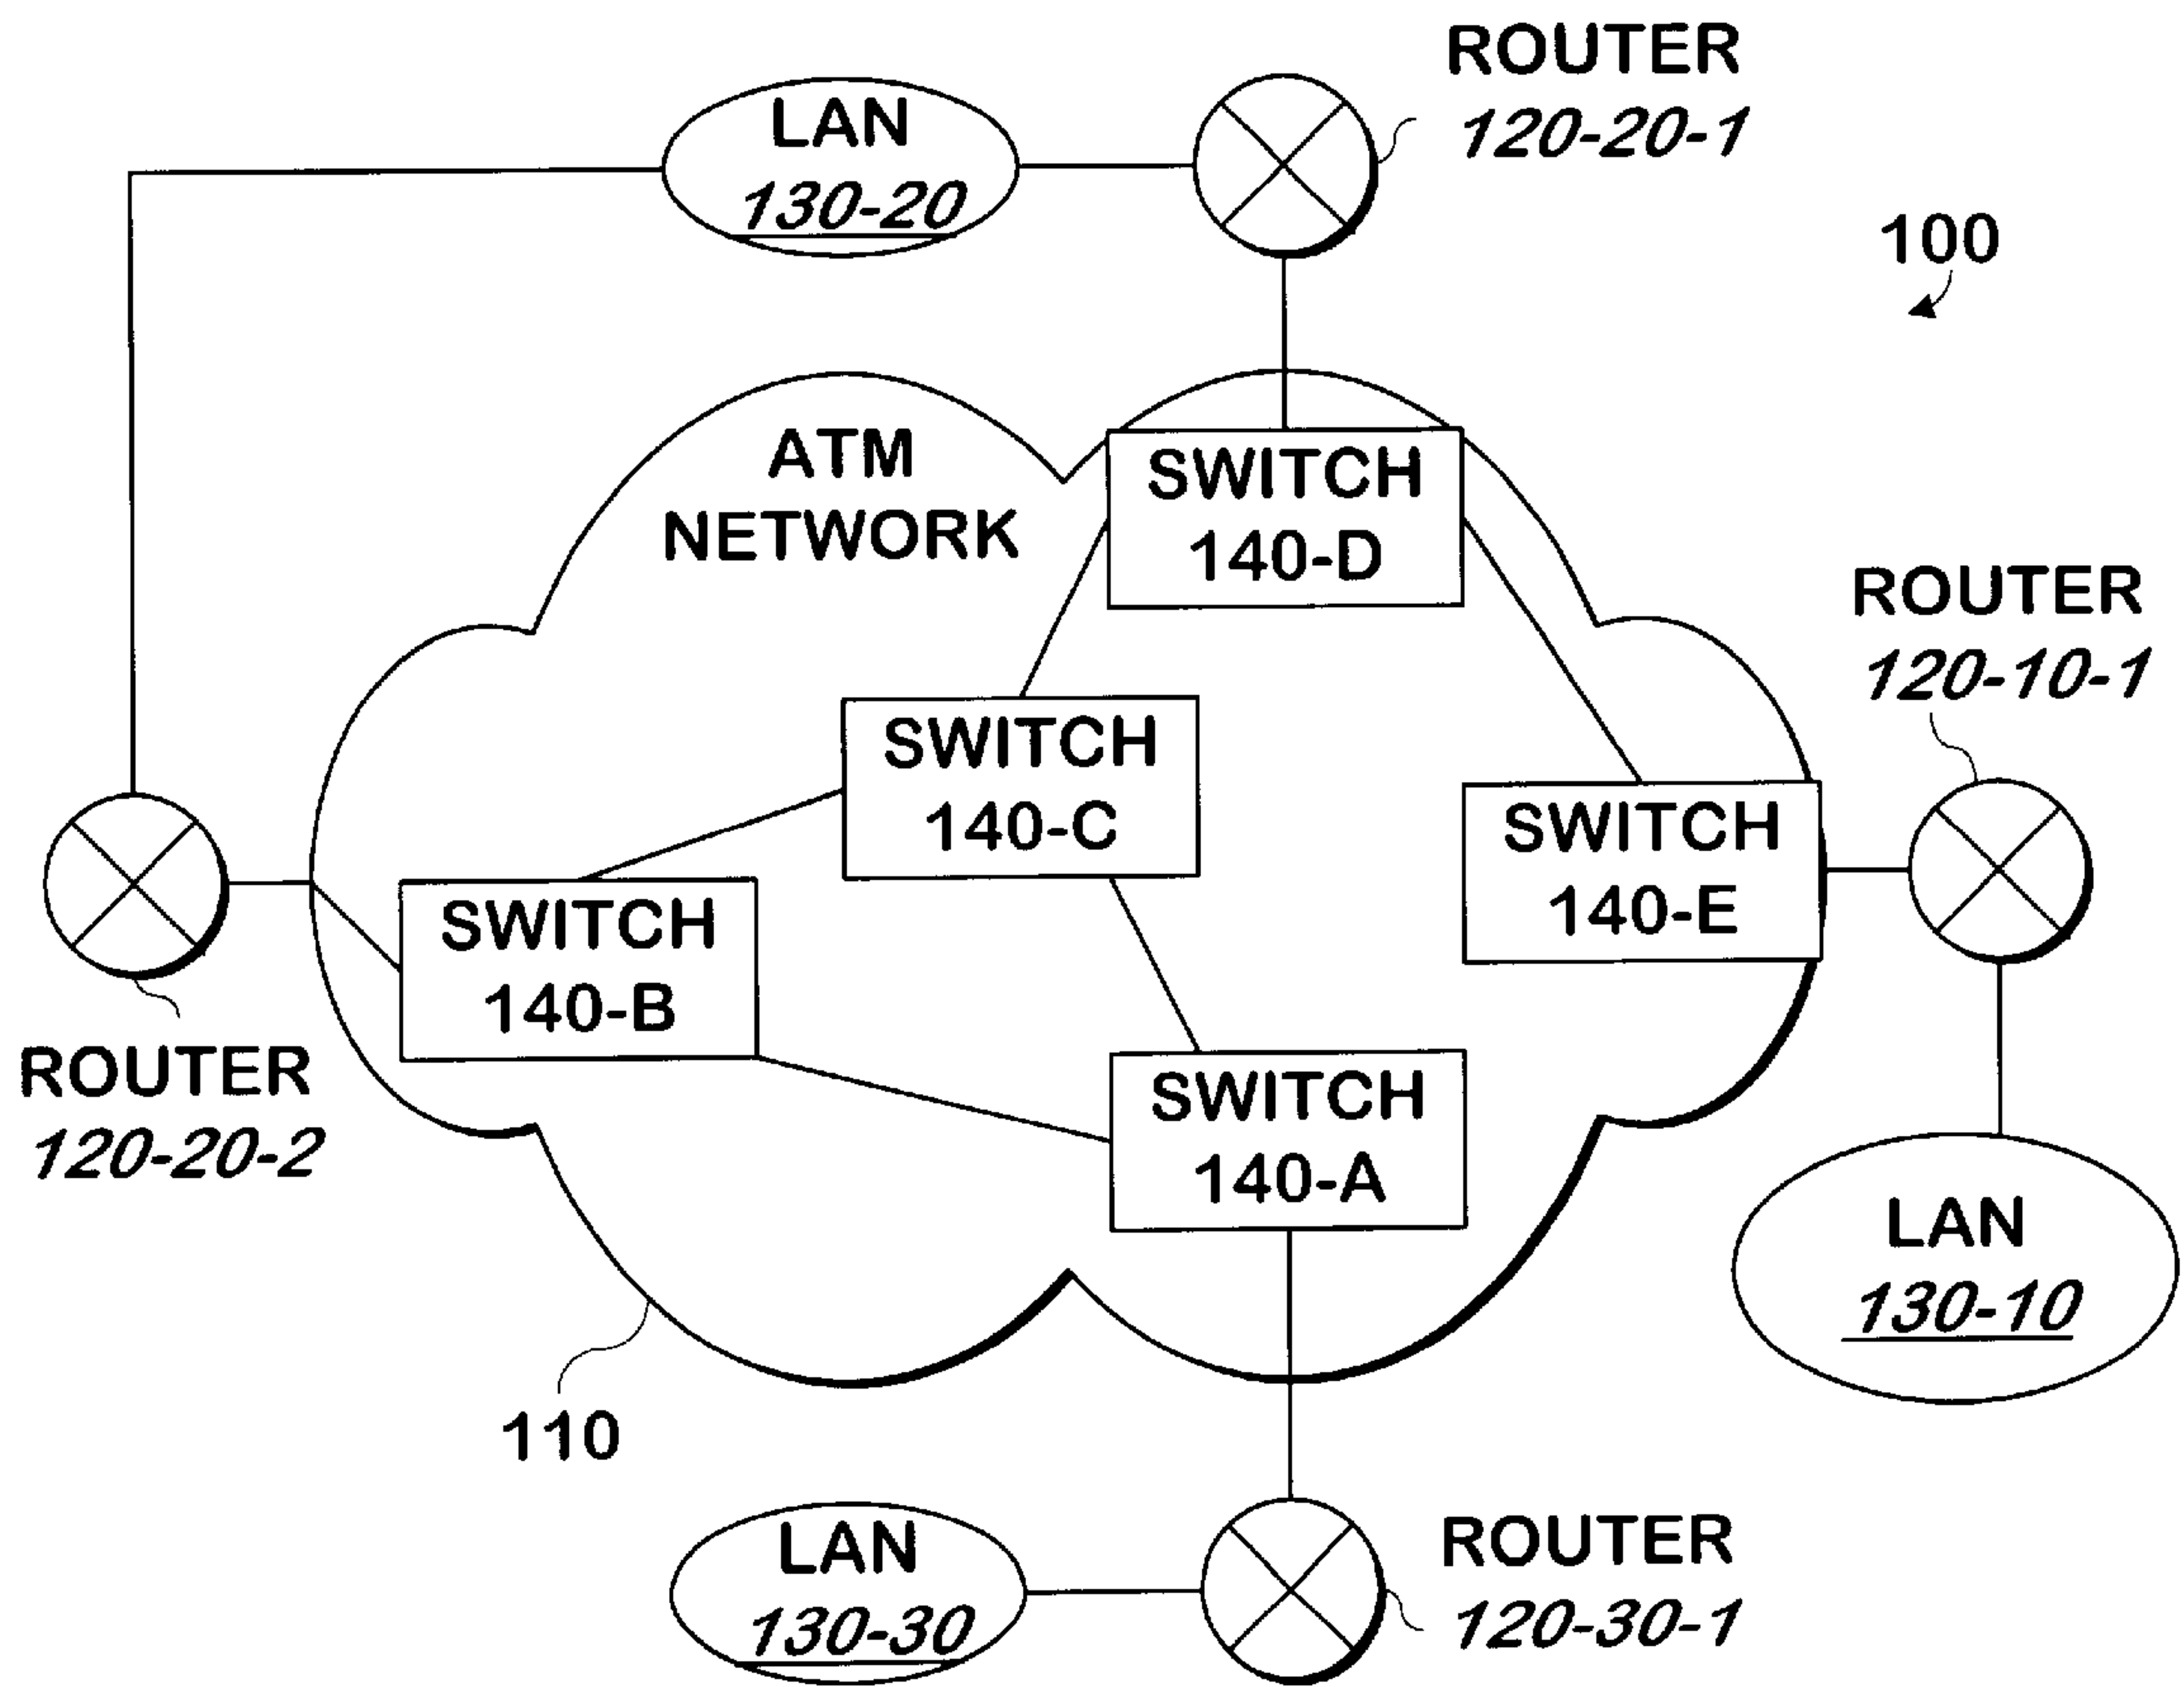 ROUTER
120-20-1
LAN
130-20
100
ATM
NETWORK
SWITCH
140-D
ROUTER
120-10-1
SWITCH
140-C
SWITCH
140-E
SWITCH
140-B
ROUTER
120-20-2
SWITCH
140-A
LAN
130-10
110
LAN
130-30
ROUTER
120-30-1